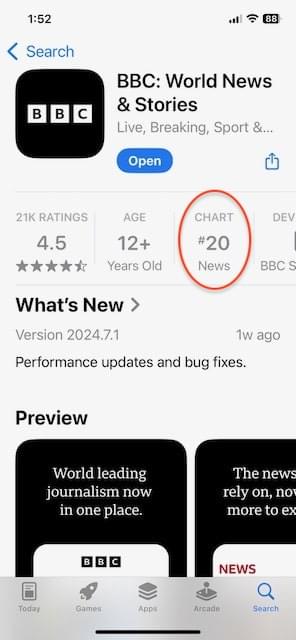 1:52
88
Search
BBC
BBC: World News
& Stories
Live, Breaking, Sport &...
Open
21K RATINGS AGE CHART DEV
4.5 12+ #20
Years Old News BBC S
What's New
Version 2024.7.1 1w ago
Performance updates and bug fixes.
Preview
World leading The news
journalism now rely on, nov
in one place. more to ex
BBC
NEWS
Today Games Apps Arcade Search